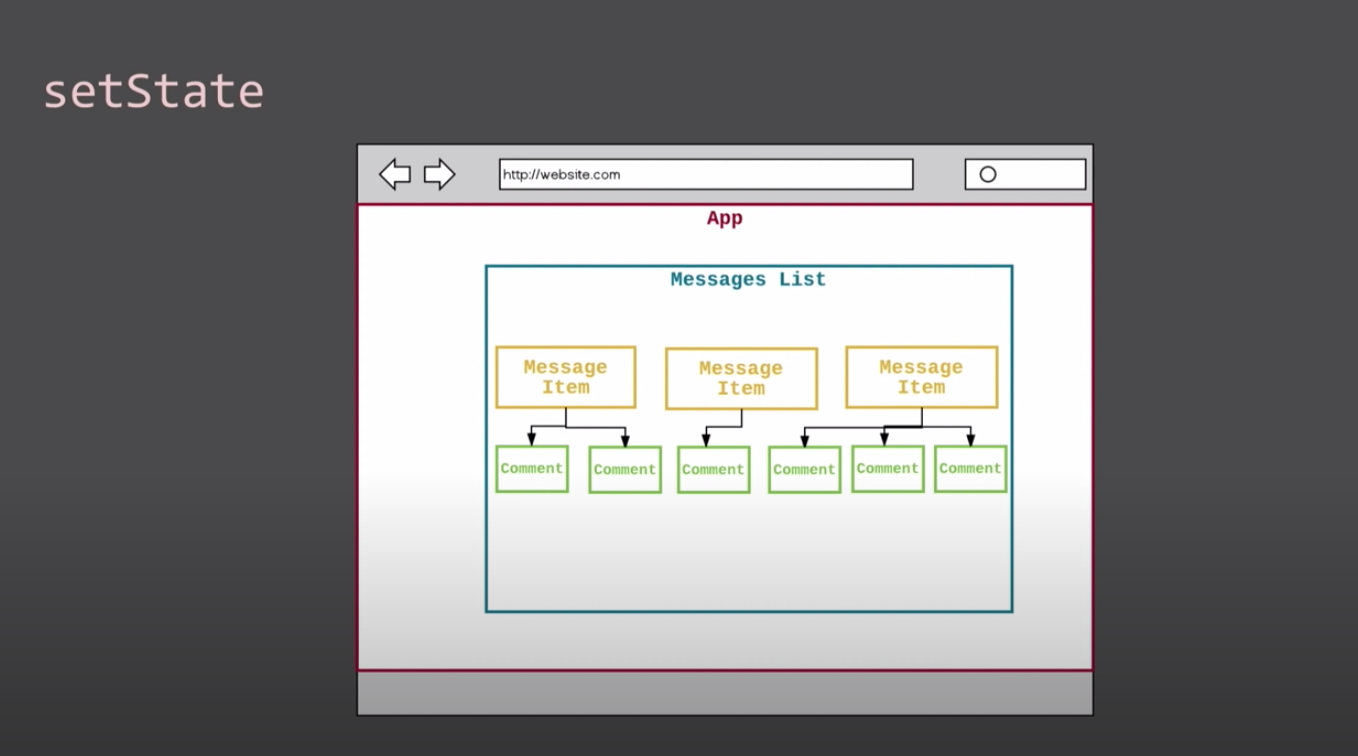 setState
http://website.com
App
Messages List
Message
Item
Message
Item
Message
Item
Comment
Comment
Comment
Comment
Comment
Comment